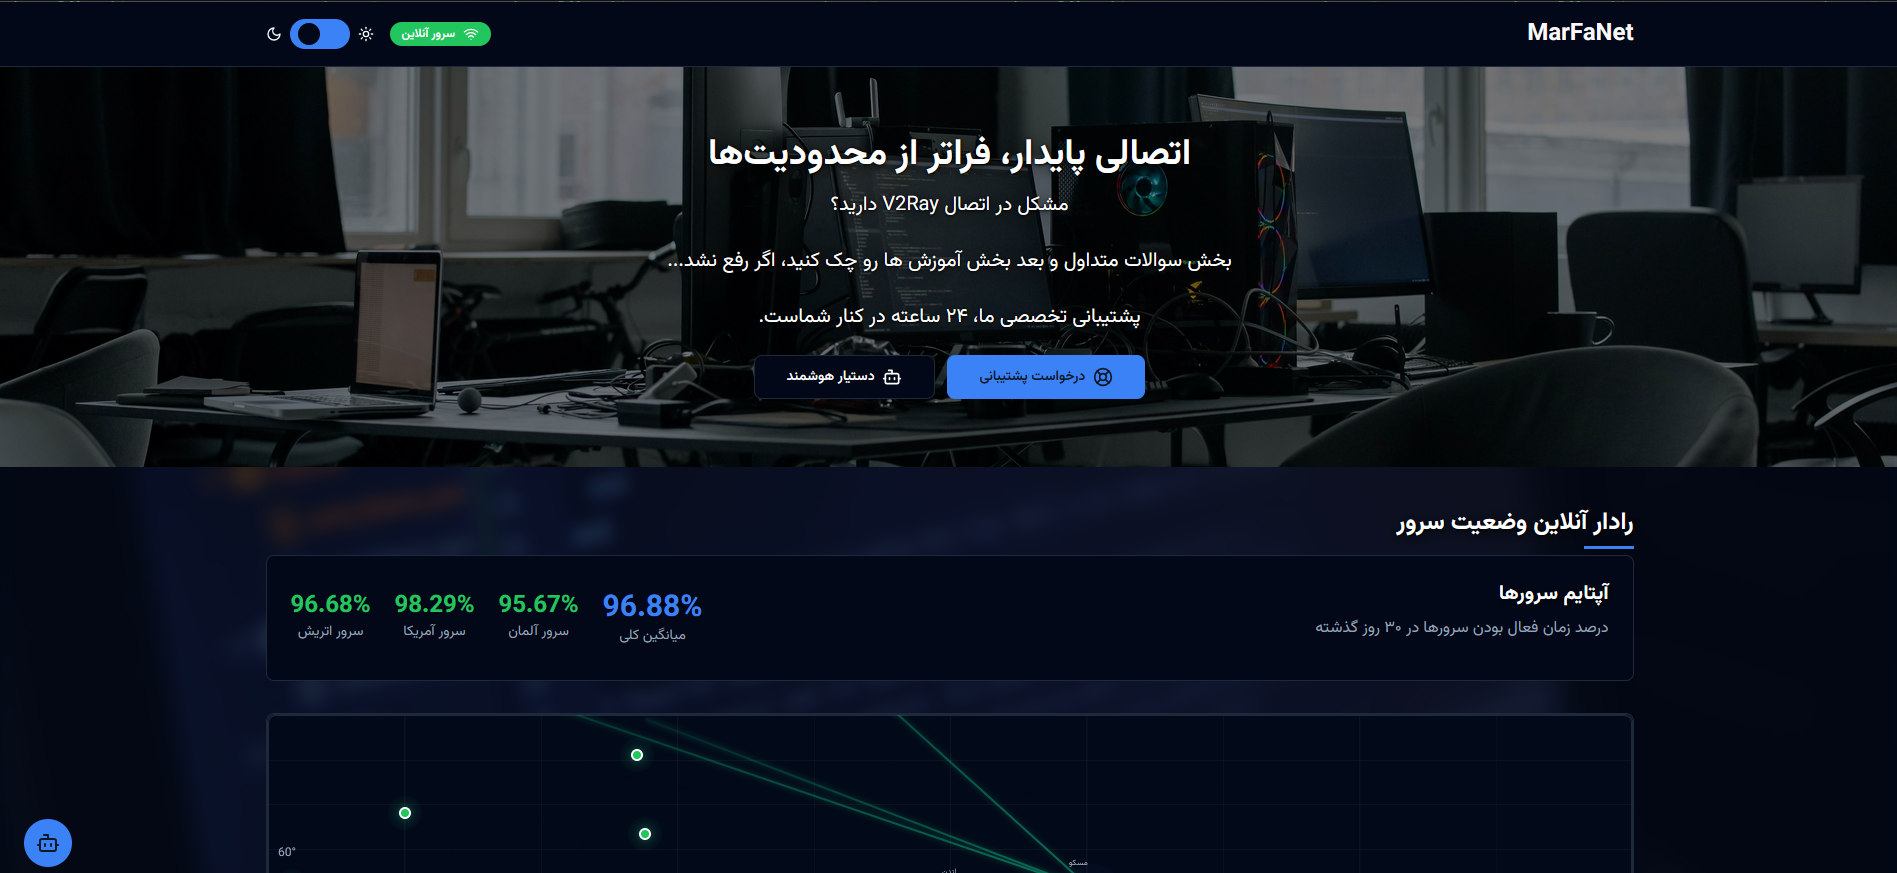 MarFaNet
سرور آنلاین
اتصالی پایدار، فراتر از محدودیت‌ها
مشکل در اتصال V2Ray دارید؟
بخش سوالات متداول و بعد بخش آموزش ها رو چک کنید، اگر رفع نشد...
پشتیبانی تخصصی ما، ۲۴ ساعته در کنار شماست.
درخواست پشتیبانی
دستیار هوشمند
رادار آنلاین وضعیت سرور
آپتایم سرورها
درصد زمان فعال بودن سرورها در ۳۰ روز گذشته
96.88%
میانگین کلی
95.67%
سرور آلمان
98.29%
سرور آمریکا
96.68%
سرور اتریش
60°
مسکو